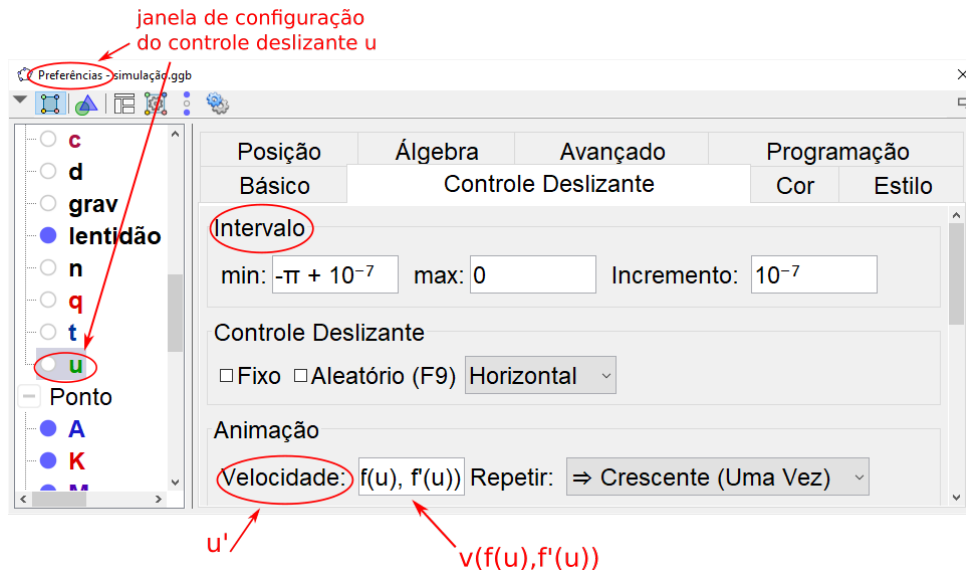 janela de configuração
do controle deslizante u
Preferências - simulação.ggb
c
d
grav
lentidão
n
q
t
u
Ponto
A
K
M
Posição Álgebra Avançado Programação
Básico Controle Deslizante Cor Estilo
Intervalo
min: -π + 10⁻⁷ max: 0 Incremento: 10⁻⁷
Controle Deslizante
Fixo Aleatório (F9) Horizontal
Animação
Velocidade: f(u), f'(u)) Repetir: ⇒ Crescente (Uma Vez)
u'
v(f(u),f'(u))